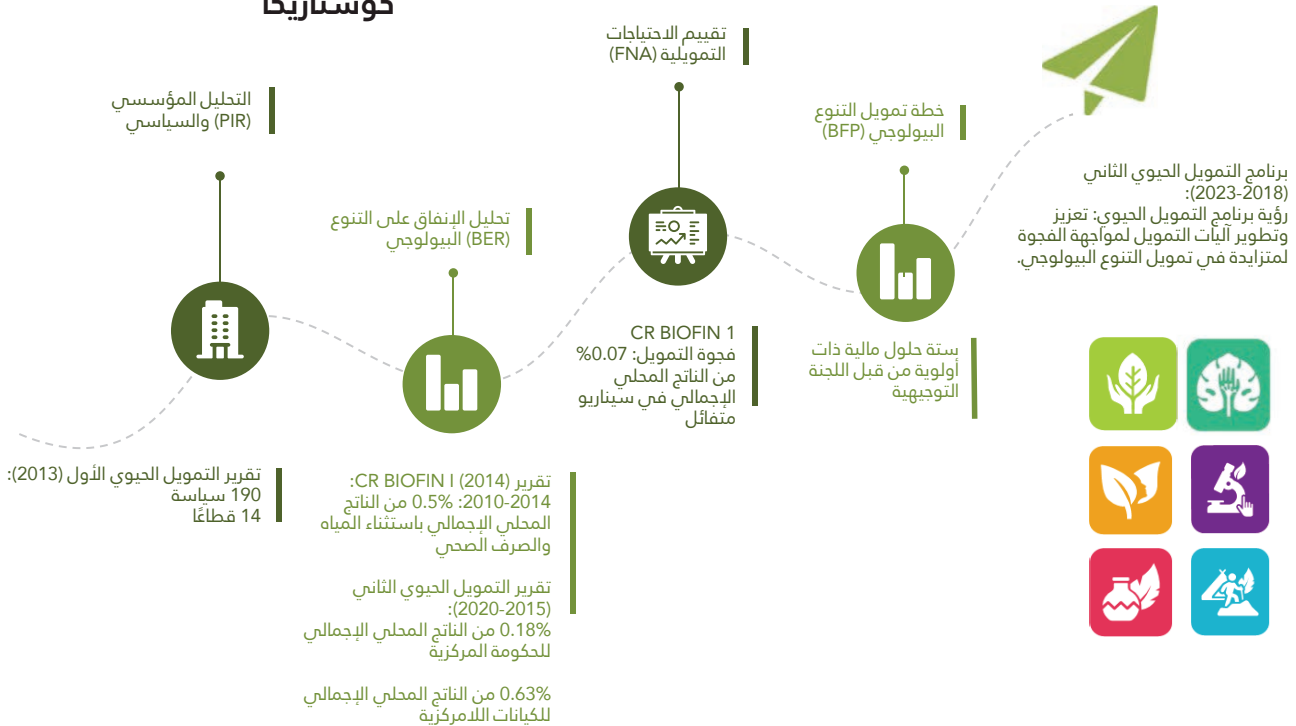 كوستاريكا
التحليل المؤسسي
والسياسي (PIR)
تقرير التمويل الحيوي الأول (2013):
190 سياسة
14 قطاعًا
تحليل الإنفاق على التنوع
البيولوجي (BER)
تقرير CR BIOFIN I (2014):
2010-2014: 0.5% من الناتج
المحلي الإجمالي باستثناء المياه
والصرف الصحي
تقرير التمويل الحيوي الثاني
(2020-2015):
0.18% من الناتج المحلي الإجمالي
للحكومة المركزية
0.63% من الناتج المحلي الإجمالي
للكيانات اللامركزية
تقييم الاحتياجات
التمويلية (FNA)
CR BIOFIN 1
فجوة التمويل: 0.07%
من الناتج المحلي
الإجمالي في سيناريو
متفائل
خطة تمويل التنوع
البيولوجي (BFP)
ستة حلول مالية ذات
أولوية من قبل اللجنة
التوجيهية
برنامج التمويل الحيوي الثاني
(2023-2018):
رؤية برنامج التمويل الحيوي: تعزيز
وتطوير آليات التمويل لمواجهة الفجوة
لمتزايدة في تمويل التنوع البيولوجي.